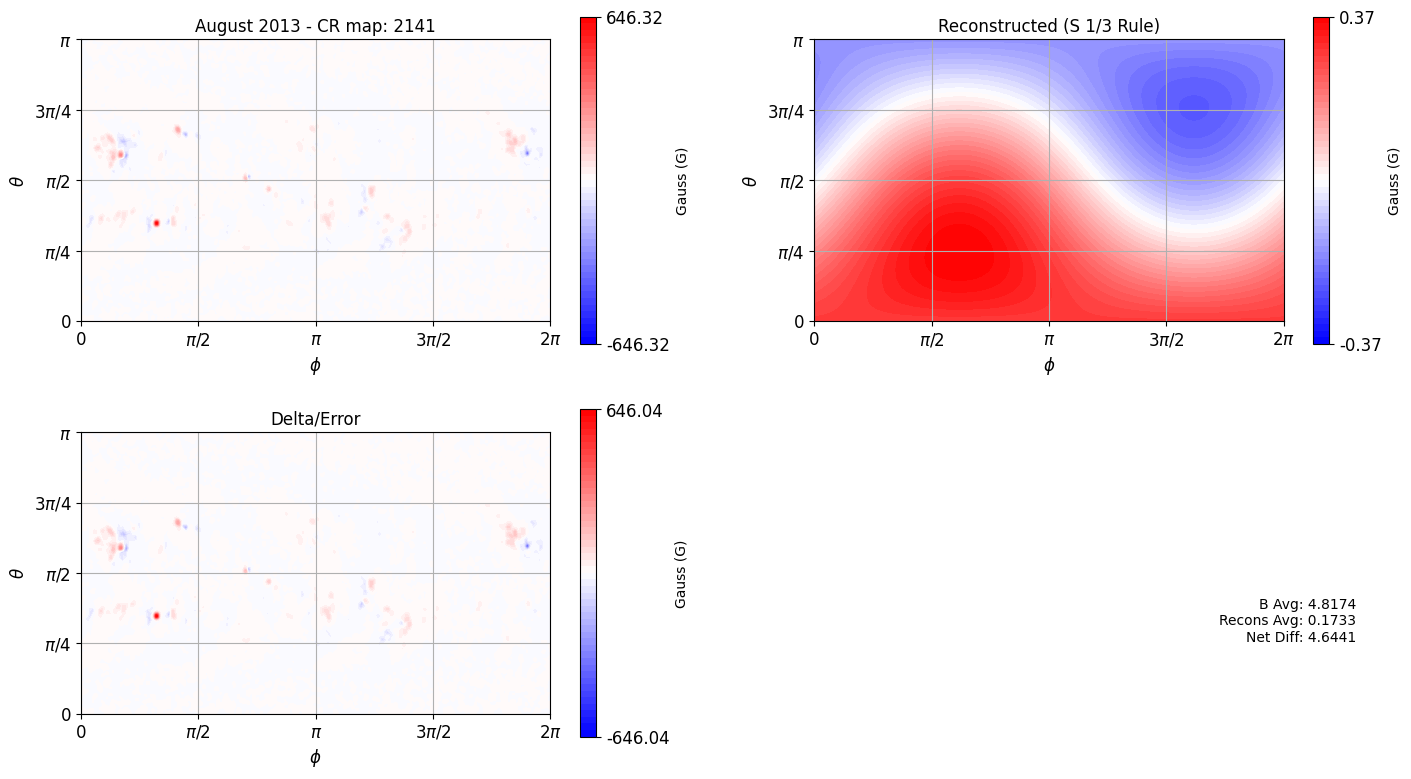 August 2013 - CR map: 2141
π
3π/4
π/2
π/4
0
θ
0
π/2
π
3π/2
2π
ϕ
646.32
-646.32
Gauss (G)
Reconstructed (S 1/3 Rule)
π
3π/4
π/2
π/4
0
θ
0
π/2
π
3π/2
2π
ϕ
0.37
-0.37
Gauss (G)
Delta/Error
π
3π/4
π/2
π/4
0
θ
0
π/2
π
3π/2
2π
ϕ
646.04
-646.04
Gauss (G)
B Avg: 4.8174
Recons Avg: 0.1733
Net Diff: 4.6441